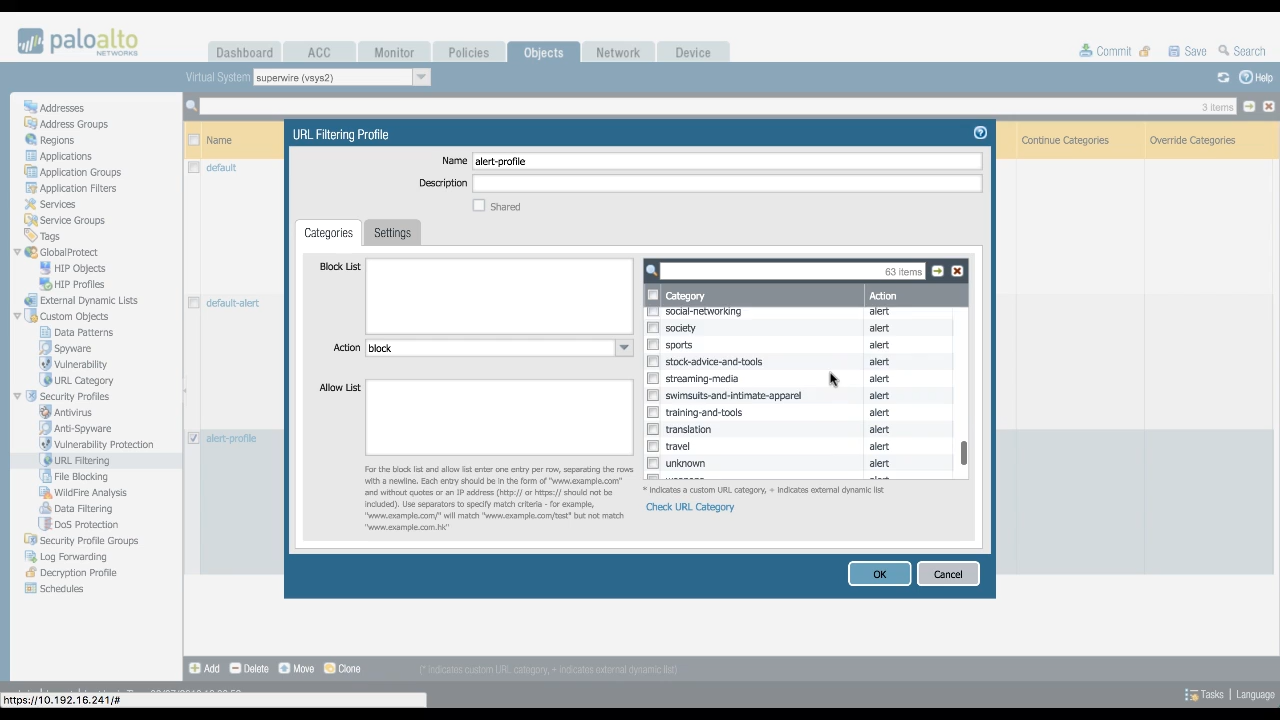 paloalto
NETWORKS
Dashboard ACC Monitor Policies Objects Network Device
Commit Save Search
Virtual System superwire (vsys2) Help
3 items
Addresses
Address Groups
Regions
Applications
Application Groups
Application Filters
Services
Service Groups
Tags
GlobalProtect
HIP Objects
HIP Profiles
External Dynamic Lists
Custom Objects
Data Patterns
Spyware
Vulnerability
URL Category
Security Profiles
Antivirus
Anti-Spyware
Vulnerability Protection
URL Filtering
File Blocking
WildFire Analysis
Data Filtering
DoS Protection
Security Profile Groups
Log Forwarding
Decryption Profile
Schedules
Name Continue Categories Override Categories
default
default-alert
alert-profile
URL Filtering Profile
Name alert-profile
Description
Shared
Categories Settings
Block List
Action block
Allow List
For the block list and allow list enter one entry per row, separating the rows
with a newline. Each entry should be in the form of "www.example.com"
and without quotes or an IP address (http:// or https:// should not be
included). Use separators to specify match criteria - for example,
"www.example.com/" will match "www.example.com/test" but not match
"www.example.com.hk"
63 items
Category Action
social-networking alert
society alert
sports alert
stock-advice-and-tools alert
streaming-media alert
swimsuits-and-intimate-apparel alert
training-and-tools alert
translation alert
travel alert
unknown alert
* indicates a custom URL category, + indicates external dynamic list
Check URL Category
OK Cancel
Add Delete Move Clone (* indicates custom URL category, + indicates external dynamic list)
https://10.192.16.241/#
Tasks | Language